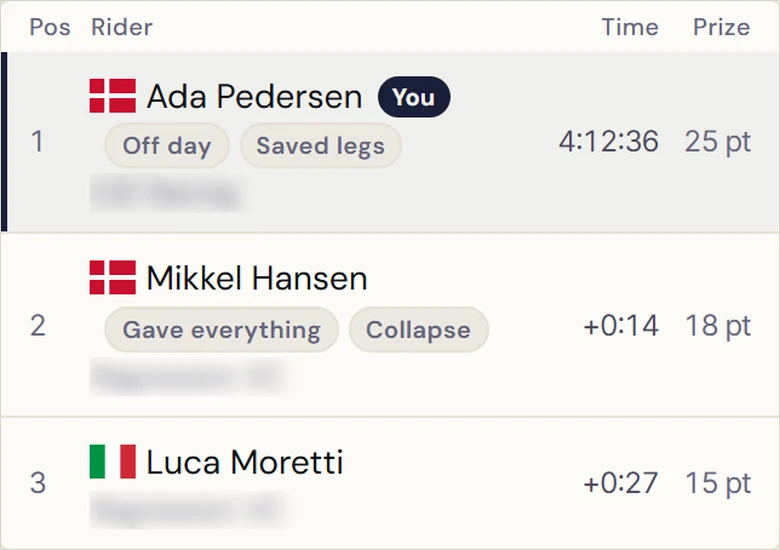 Pos Rider Time Prize
1 Ada Pedersen You 4:12:36 25 pt
Off day Saved legs
2 Mikkel Hansen +0:14 18 pt
Gave everything Collapse
3 Luca Moretti +0:27 15 pt